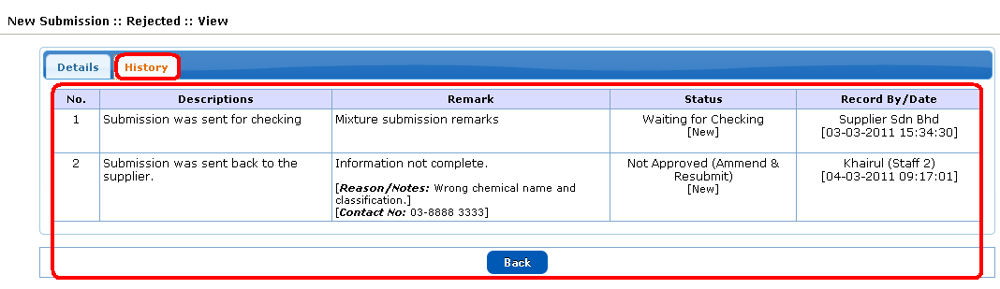 New Submission :: Rejected :: View
Details
History
No.
Descriptions
Remark
Status
Record By/Date
1
Submission was sent for checking
Mixture submission remarks
Waiting for Checking
[New]
Supplier Sdn Bhd
[03-03-2011 15:34:30]
2
Submission was sent back to the
supplier.
Information not complete.
[Reason/Notes: Wrong chemical name and
classification.]
[Contact No: 03-8888 3333]
Not Approved (Ammend &
Resubmit)
[New]
Khairul (Staff 2)
[04-03-2011 09:17:01]
Back